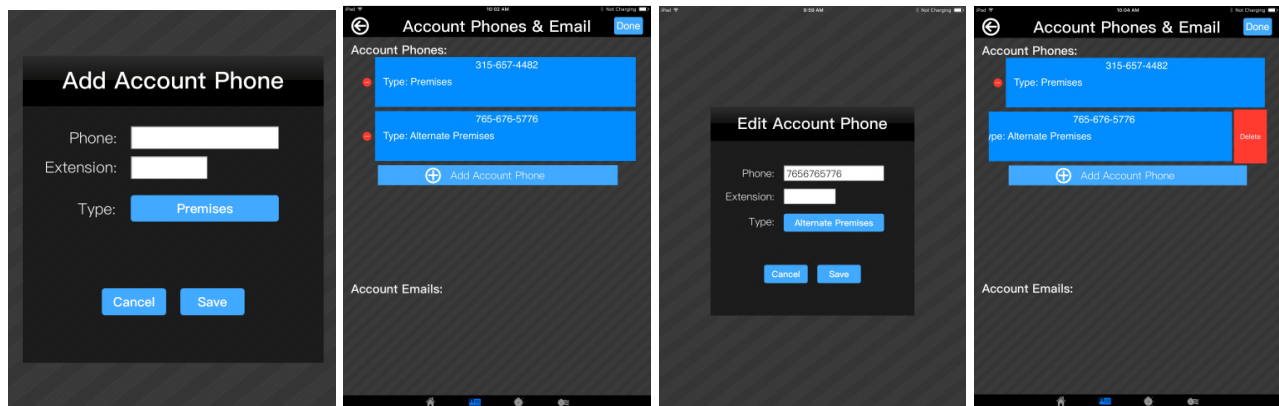 Add Account Phone
Phone:
Extension:
Type: Premises
Cancel Save
iPad 10:02 AM Not Charging
Account Phones & Email Done
Account Phones:
315-657-4482
Type: Premises
765-676-5776
Type: Alternate Premises
Add Account Phone
Account Emails:
iPad 9:59 AM Not Charging
Edit Account Phone
Phone: 7656765776
Extension:
Type: Alternate Premises
Cancel Save
iPad 10:04 AM Not Charging
Account Phones & Email Done
Account Phones:
315-657-4482
Type: Premises
765-676-5776
ype: Alternate Premises Delete
Add Account Phone
Account Emails: